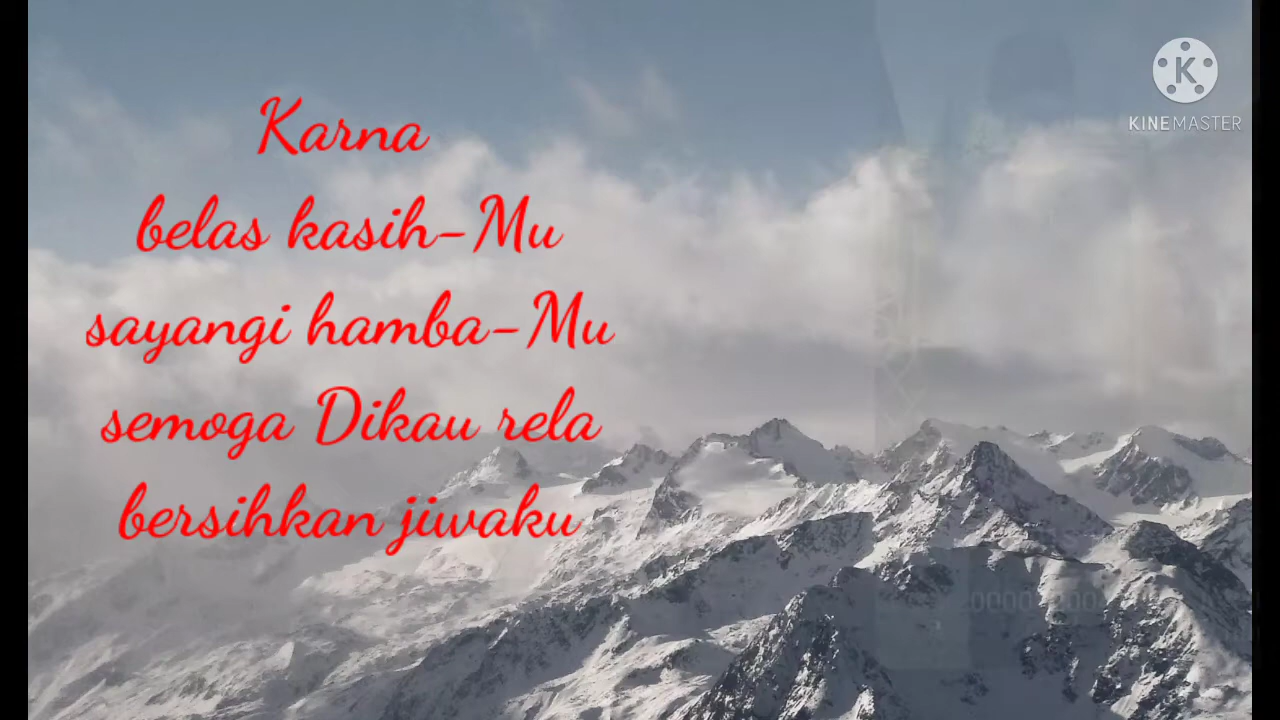 Karna
belas kasih-Mu
sayangi hamba-Mu
semoga Dikau rela
bersihkan jiwaku
K
KINEMASTER